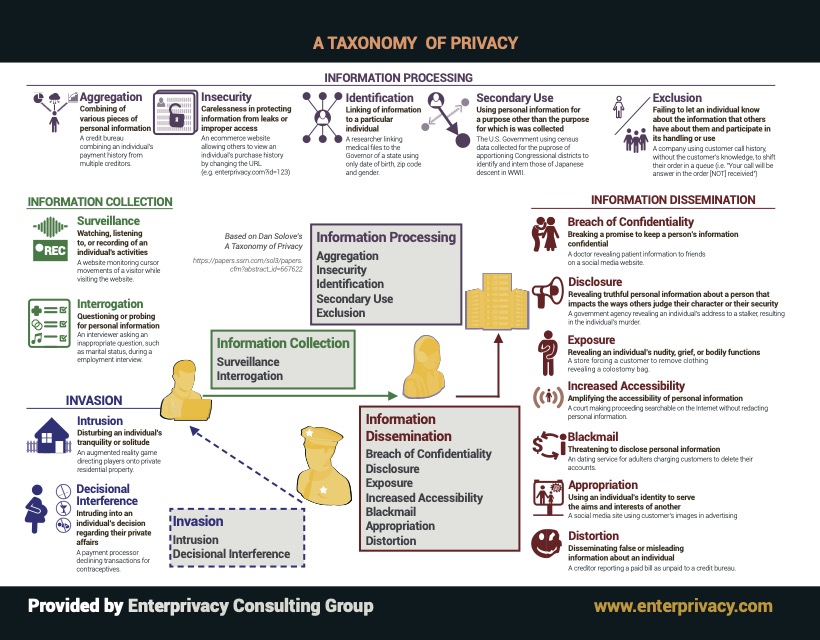 A TAXONOMY OF PRIVACY
INFORMATION PROCESSING
Aggregation
Combining of
various pieces of
personal information
A credit bureau
combining an individual's
payment history from
multiple creditors.
Insecurity
Carelessness in protecting
information from leaks or
improper access
An ecommerce website
allowing others to view an
individual's purchase history
by changing the URL
(e.g. enterprivacy.com?id=123)
Identification
Linking of information
to a particular
individual
A researcher linking
medical files to the
Governor of a state using
only date of birth, zip code
and gender.
Secondary Use
Using personal information for
a purpose other than the purpose
for which is was collected
The U.S. Government using census
data collected for the puprose of
apportioning Congressional districts to
identify and intern those of Japanese
descent in WWII.
Exclusion
Failing to let an individual know
about the information that others
have about them and participate in
its handling or use
A company using customer call history,
without the customer's knowledge, to shift
their order in a queue (i.e. "Your call will be
answer in the order [NOT] received")
INFORMATION COLLECTION
Surveillance
Watching, listening
to, or recording of an
individual's activities
REC
A website monitoring cursor
movements of a visitor while
visiting the website.
Interrogation
Questioning or probing
for personal information
An interviewer asking an
inappropriate question, such
as marital status, during a
employment interview.
INVASION
Intrusion
Disturbing an individual's
tranquility or solitude
An augmented reality game
directing players onto private
residential property.
Decisional
Interference
Intruding into an
individual's decision
regarding their private
affairs
A payment processor
declining transactions for
contraceptives.
Based on Dan Solove's
A Taxonomy of Privacy
https://papers.ssrn.com/sol3/papers.
cfm?abstract_id=667622
Information Processing
Aggregation
Insecurity
Identification
Secondary Use
Exclusion
Information Collection
Surveillance
Interrogation
Information
Dissemination
Breach of Confidentiality
Disclosure
Exposure
Increased Accessibility
Blackmail
Appropriation
Distortion
Invasion
Intrusion
Decisional Interference
INFORMATION DISSEMINATION
Breach of Confidentiality
Breaking a promise to keep a person's information
confidential
A doctor revealing patient information to friends
on a social media website.
Disclosure
Revealing truthful personal information about a person that
impacts the ways others judge their character or their security
A government agency revealing an individual's address to a stalker, resulting
in the individual's murder.
Exposure
Revealing an individual's nudity, grief, or bodily functions
A store forcing a customer to remove clothing
revealing a colostomy bag.
Increased Accessibility
Amplifying the accessibility of personal information
A court making proceeding searchable on the Internet without redacting
personal information.
Blackmail
Threatening to disclose personal information
An dating service for adulters charging customers to delete their
accounts.
Appropriation
Using an individual's identity to serve
the aims and interests of another
A social media site using customer's images in advertising
Distortion
Disseminating false or misleading
information about an individual
A creditor reporting a paid bill as unpaid to a credit bureau.
Provided by Enterprivacy Consulting Group
www.enterprivacy.com